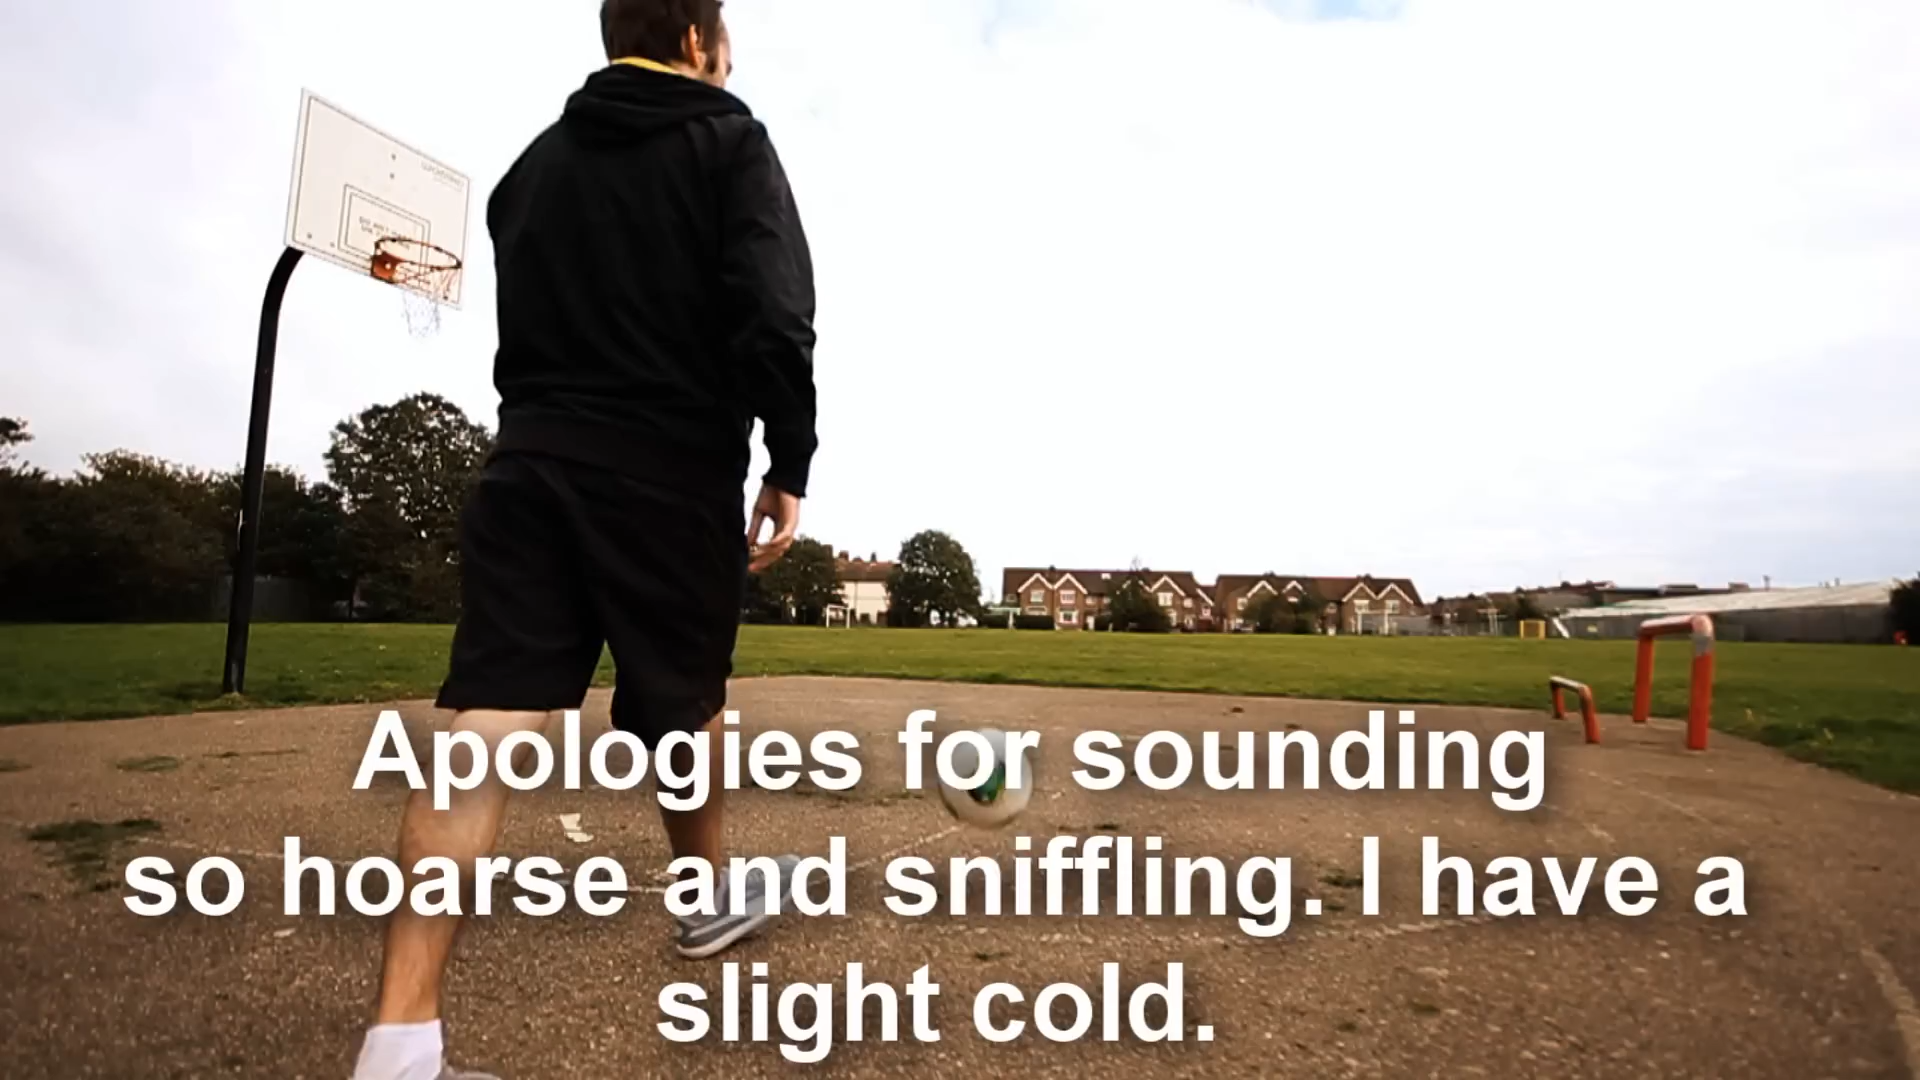 Apologies for sounding
so hoarse and sniffling. I have a
slight cold.